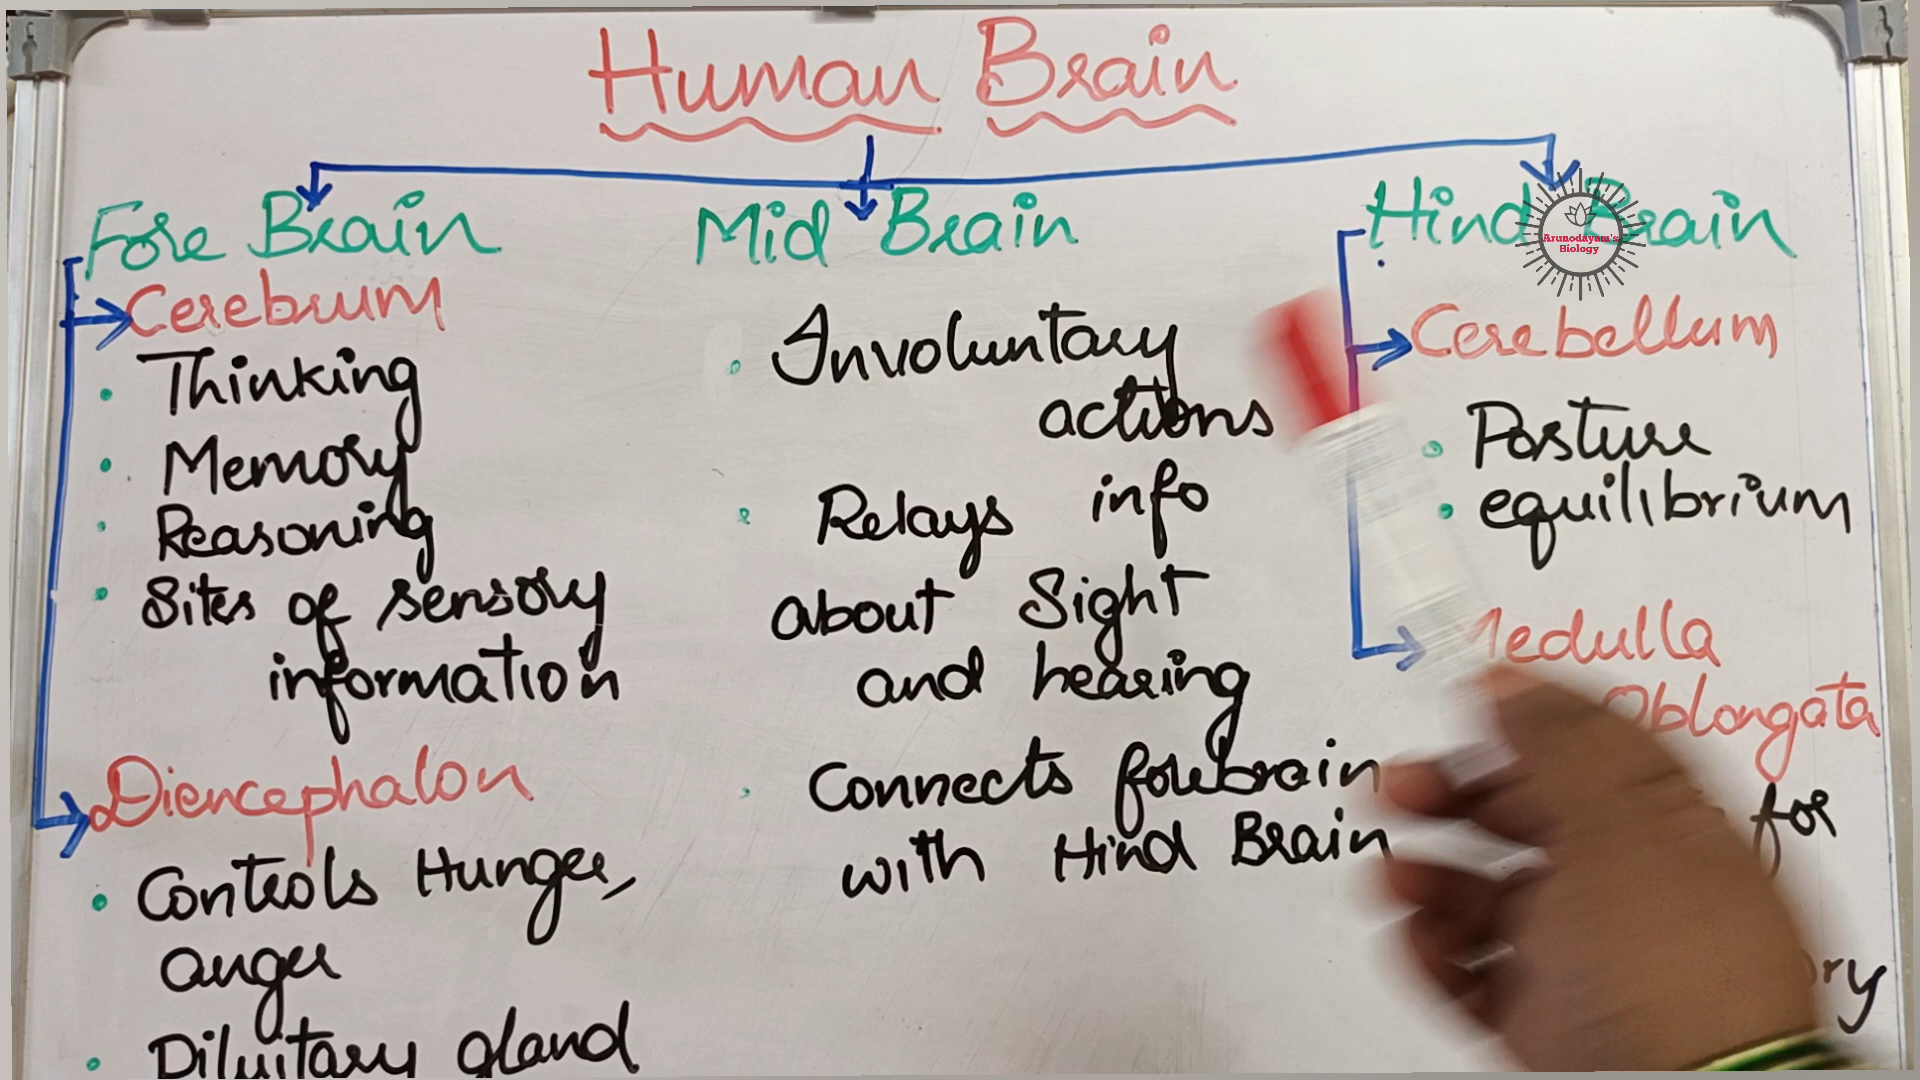 Human Brain
Fore Brain
Cerebrum
Thinking
Memory
Reasoning
Sites of sensory
information
Diencephalon
Controls Hunger,
anger
gland
Mid Brain
Involuntary
actions
Relays info
about Sight
and hearing
Connects forebrain
with Hind Brain
Hind Brain
Arunodayam's
Biology
Cerebellum
Posture
equilibrium
Medulla
Oblongata
for